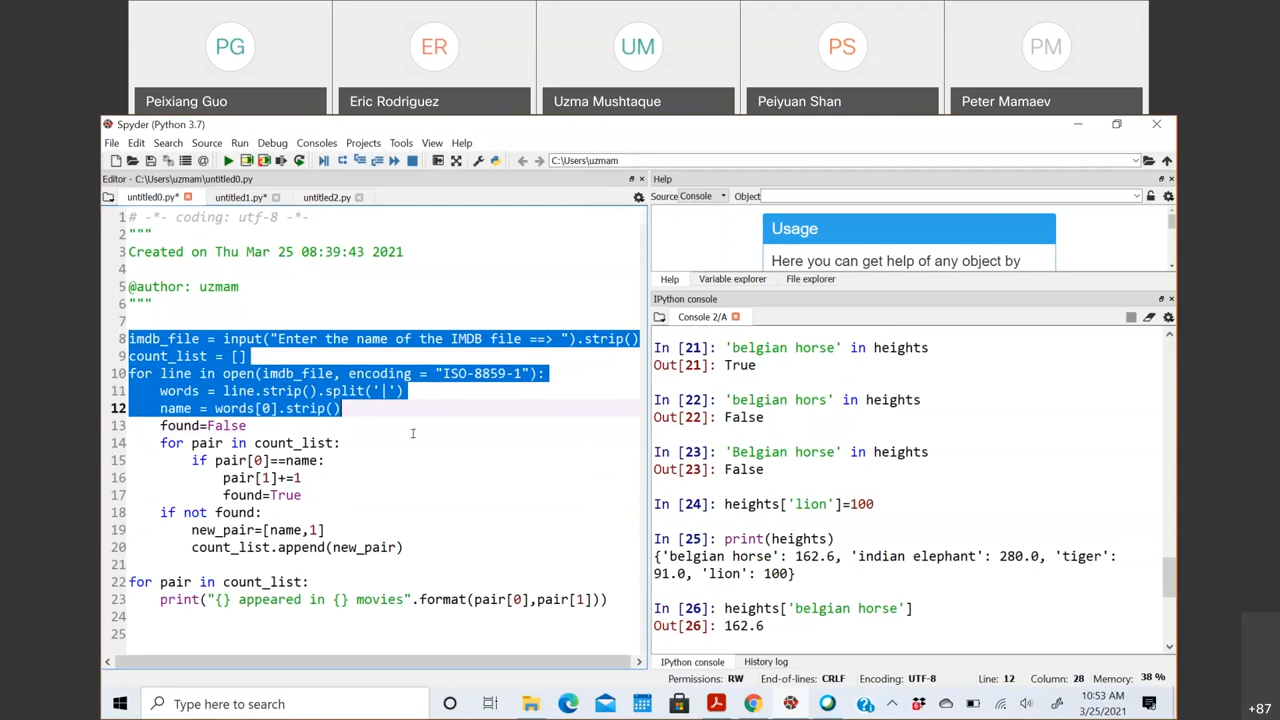 PG
ER
UM
PS
PM
Peixiang Guo
Eric Rodriguez
Uzma Mushtaque
Peiyuan Shan
Peter Mamaev
Spyder (Python 3.7)
File Edit Search Source Run Debug Consoles Projects Tools View Help
C:\Users\uzmam
Editor - C:\Users\uzmam\untitled0.py
untitled0.py* untitled1.py* untitled2.py
1 # -*- coding: utf-8 -*-
2 """
3 Created on Thu Mar 25 08:39:43 2021
4
5 @author: uzmam
6 """
7
8 imdb_file = input("Enter the name of the IMDB file ==> ").strip()
9 count_list = []
10 for line in open(imdb_file, encoding = "ISO-8859-1"):
11     words = line.strip().split('|')
12     name = words[0].strip()
13     found=False
14     for pair in count_list:
15         if pair[0]==name:
16             pair[1]+=1
17             found=True
18     if not found:
19         new_pair=[name,1]
20         count_list.append(new_pair)
21
22 for pair in count_list:
23     print("{} appeared in {} movies".format(pair[0],pair[1]))
24
25
Help
Source Console Object
Usage
Here you can get help of any object by
Help Variable explorer File explorer
IPython console
Console 2/A
In [21]: 'belgian horse' in heights
Out[21]: True
In [22]: 'belgian hors' in heights
Out[22]: False
In [23]: 'Belgian horse' in heights
Out[23]: False
In [24]: heights['lion']=100
In [25]: print(heights)
{'belgian horse': 162.6, 'indian elephant': 280.0, 'tiger':
91.0, 'lion': 100}
In [26]: heights['belgian horse']
Out[26]: 162.6
IPython console History log
Permissions: RW End-of-lines: CRLF Encoding: UTF-8 Line: 12 Column: 28 Memory: 38 %
Type here to search
10:53 AM
3/25/2021
+87